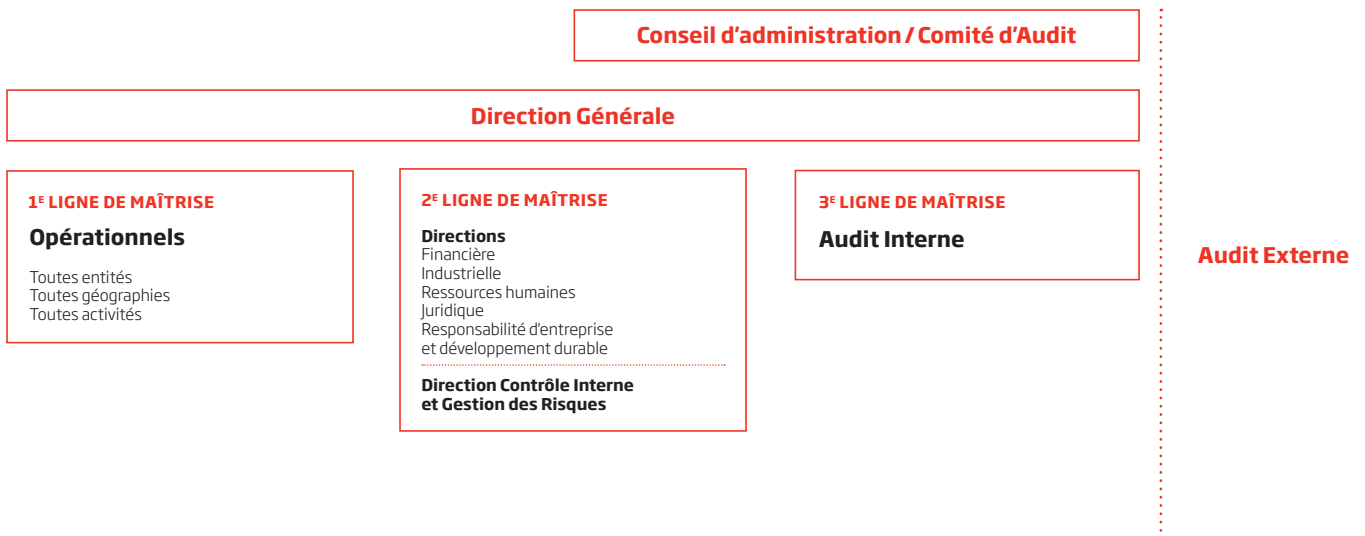 Conseil d'administration / Comité d'Audit
Direction Générale
1E LIGNE DE MAÎTRISE
Opérationnels
Toutes entités
Toutes géographies
Toutes activités
2E LIGNE DE MAÎTRISE
Directions
Financière
Industrielle
Ressources humaines
Juridique
Responsabilité d'entreprise
et développement durable
Direction Contrôle Interne
et Gestion des Risques
3E LIGNE DE MAÎTRISE
Audit Interne
Audit Externe